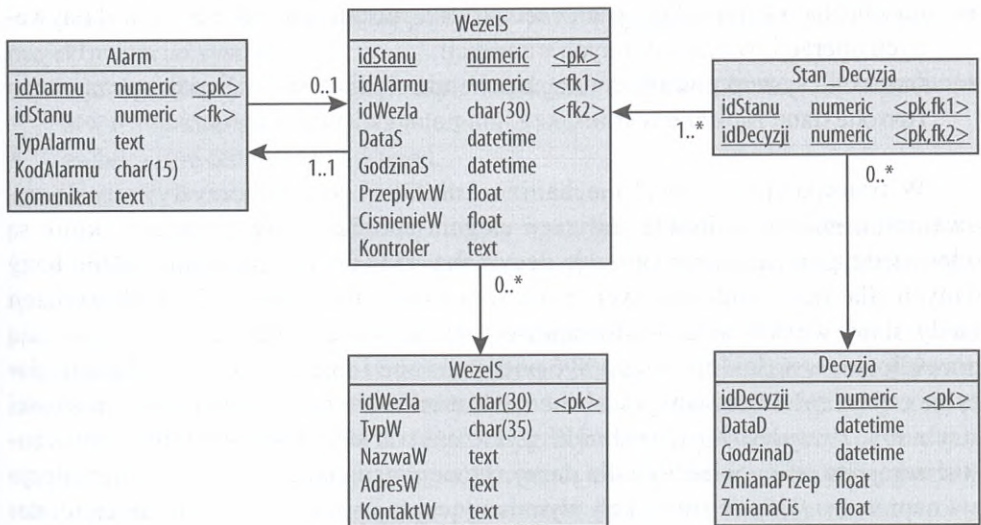 Alarm
idAlarmu numeric <pk>
idStanu numeric <fk>
TypAlarmu text
KodAlarmu char(15)
Komunikat text
0..1
1..1
WezelS
idStanu numeric <pk>
idAlarmu numeric <fk1>
idWezla char(30) <fk2>
DataS datetime
GodzinaS datetime
PrzeplywW float
CisnienieW float
Kontroler text
1..*
Stan_Decyzja
idStanu numeric <pk,fk1>
idDecyzji numeric <pk,fk2>
0..*
0..*
WezelS
idWezla char(30) <pk>
TypW char(35)
NazwaW text
AdresW text
KontaktW text
Decyzja
idDecyzji numeric <pk>
DataD datetime
GodzinaD datetime
ZmianaPrzep float
ZmianaCis float